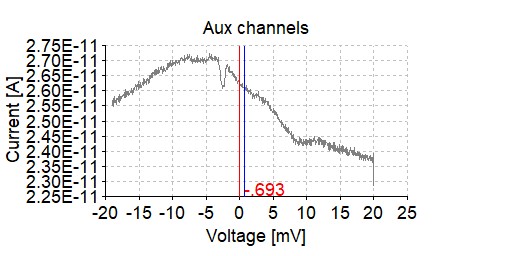 Aux channels
Current [A]
2.75E-11
2.70E-11
2.65E-11
2.60E-11
2.55E-11
2.50E-11
2.45E-11
2.40E-11
2.35E-11
2.30E-11
2.25E-11
-.693
-20 -15 -10 -5 0 5 10 15 20 25
Voltage [mV]